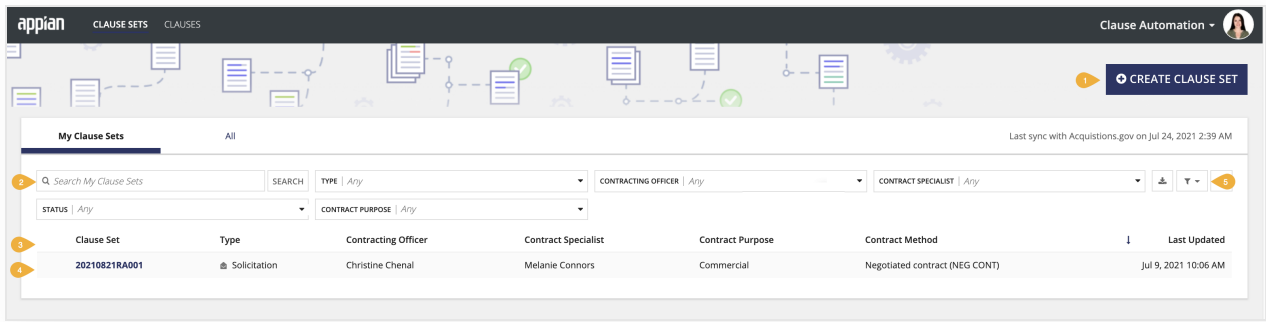 appian CLAUSE SETS CLAUSES Clause Automation
1 CREATE CLAUSE SET
My Clause Sets All Last sync with Acquistions.gov on Jul 24, 2021 2:39 AM
2 Search My Clause Sets SEARCH TYPE | Any CONTRACTING OFFICER | Any CONTRACT SPECIALIST | Any 5
STATUS | Any CONTRACT PURPOSE | Any
3 Clause Set Type Contracting Officer Contract Specialist Contract Purpose Contract Method ↓ Last Updated
4 20210821RA001 Solicitation Christine Chenal Melanie Connors Commercial Negotiated contract (NEG CONT) Jul 9, 2021 10:06 AM